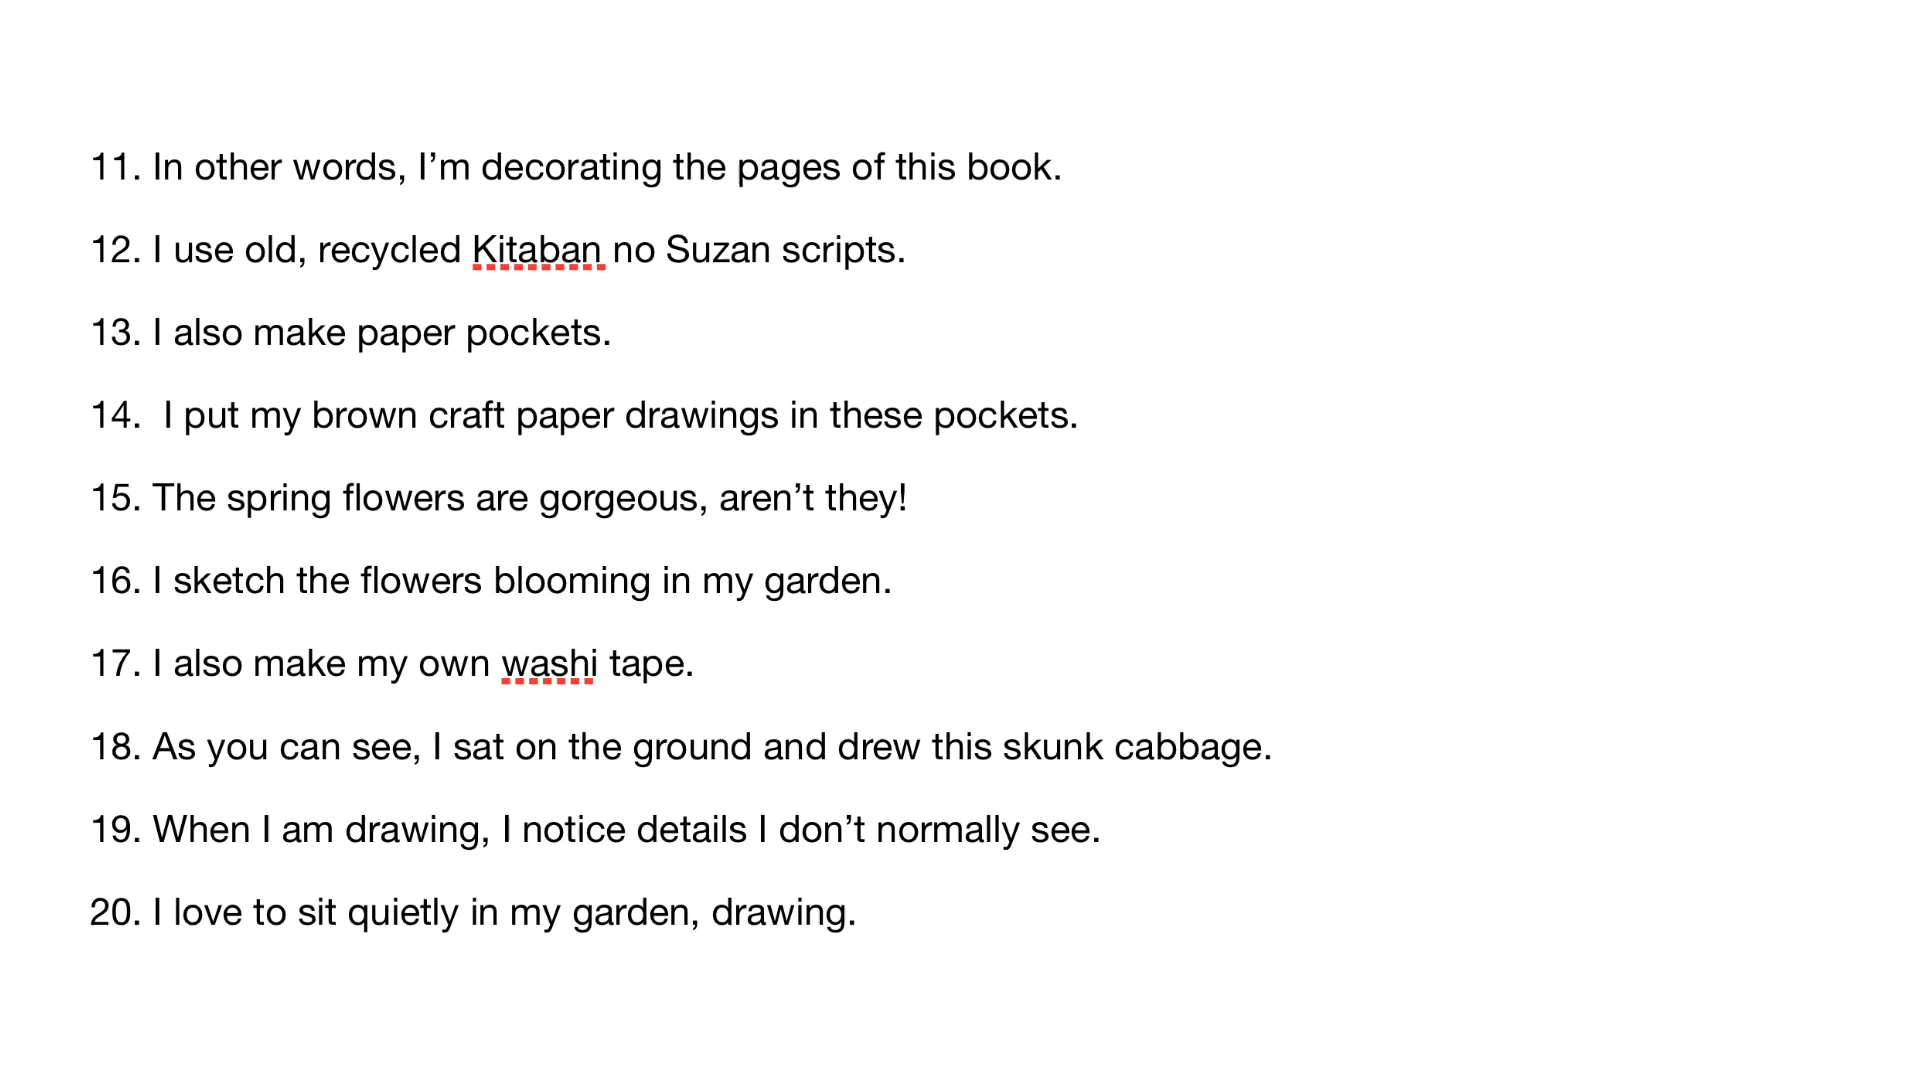 11. In other words, I’m decorating the pages of this book.
12. I use old, recycled Kitaban no Suzan scripts.
13. I also make paper pockets.
14.  I put my brown craft paper drawings in these pockets.
15. The spring flowers are gorgeous, aren’t they!
16. I sketch the flowers blooming in my garden.
17. I also make my own washi tape.
18. As you can see, I sat on the ground and drew this skunk cabbage.
19. When I am drawing, I notice details I don’t normally see.
20. I love to sit quietly in my garden, drawing.